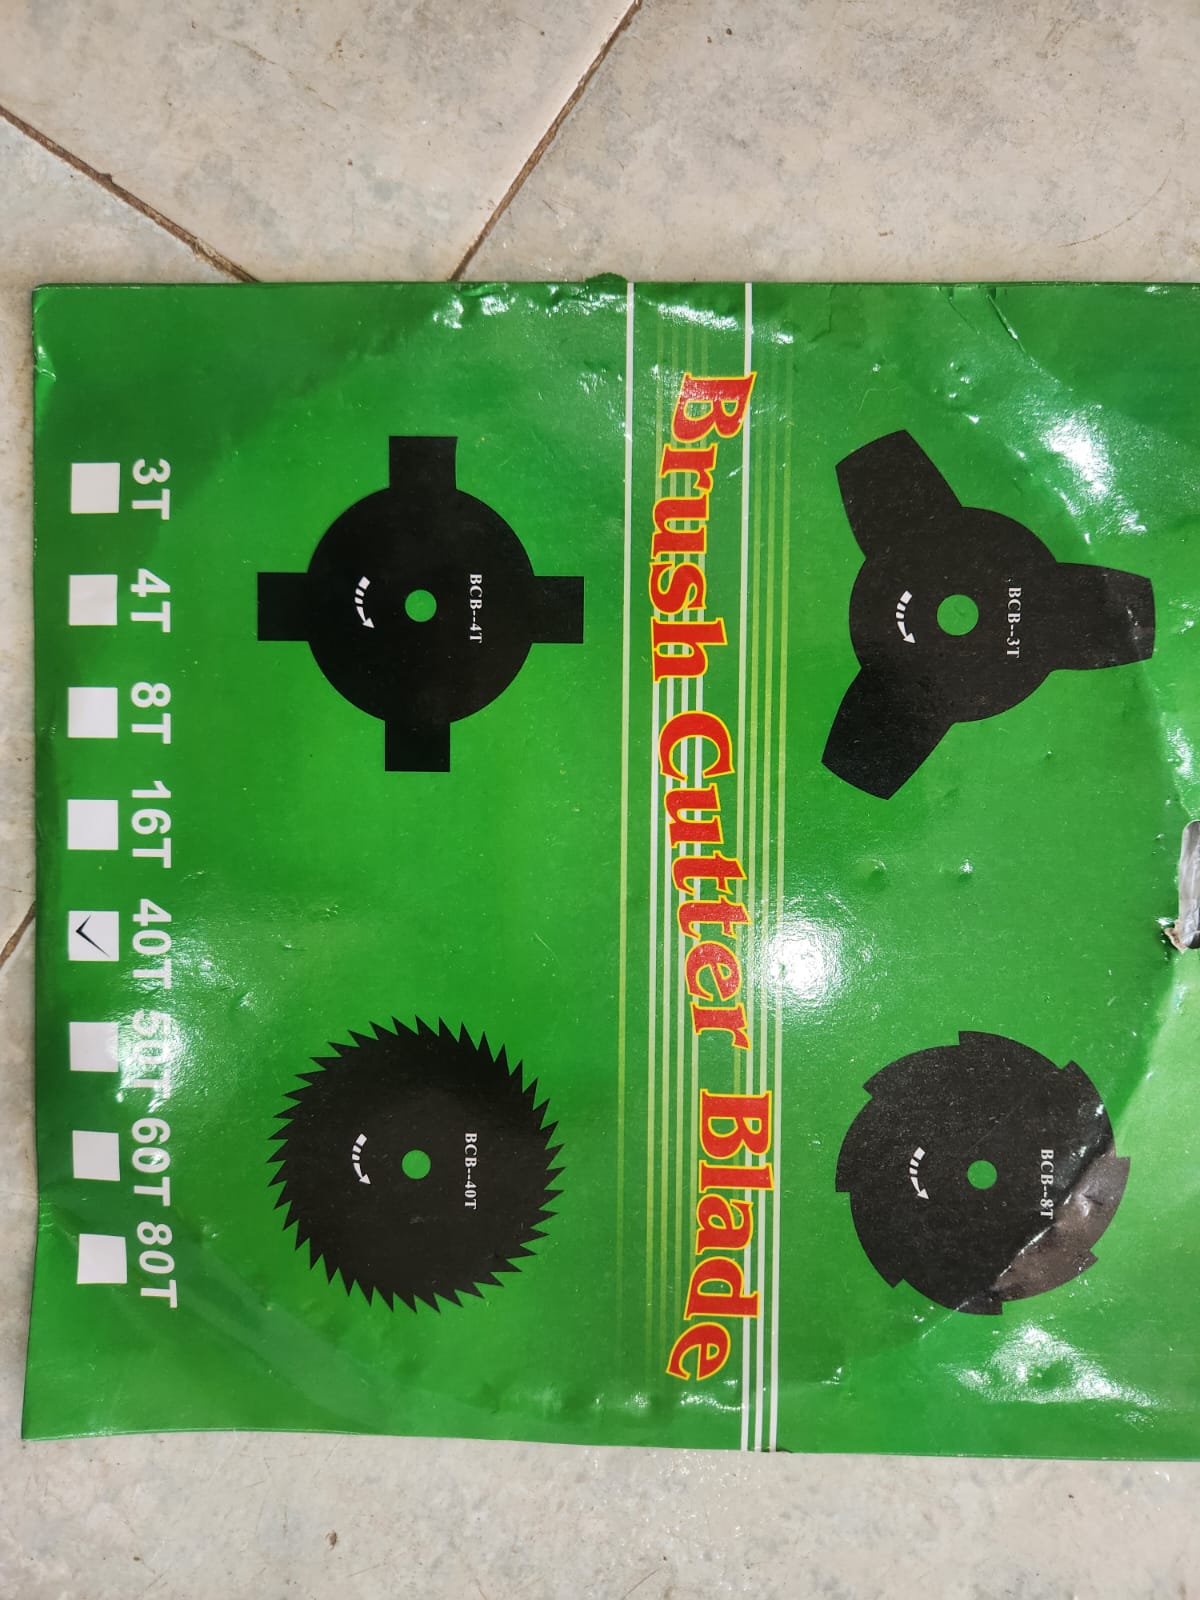 BCB--3T
BCB--8T
Brush Cutter Blade
BCB--4T
BCB--40T
3T 4T 8T 16T 40T 50T 60T 80T